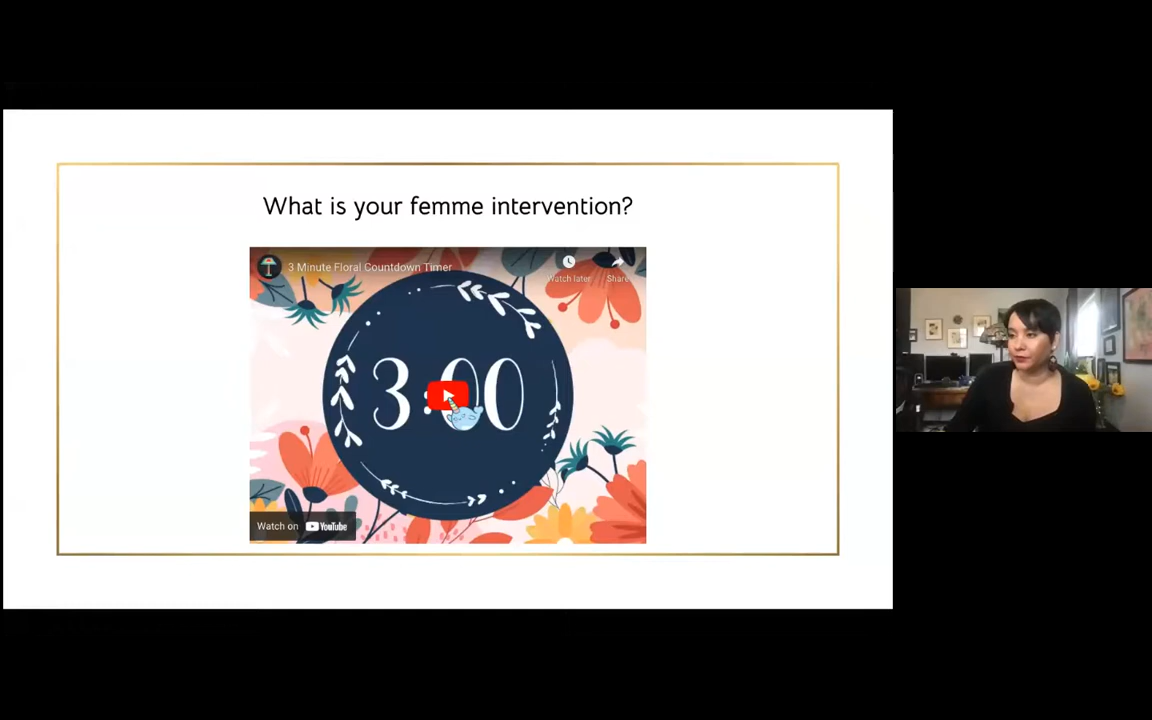 What is your femme intervention?
3 Minute Floral Countdown Timer
Watch later
Share
3:00
Watch on YouTube